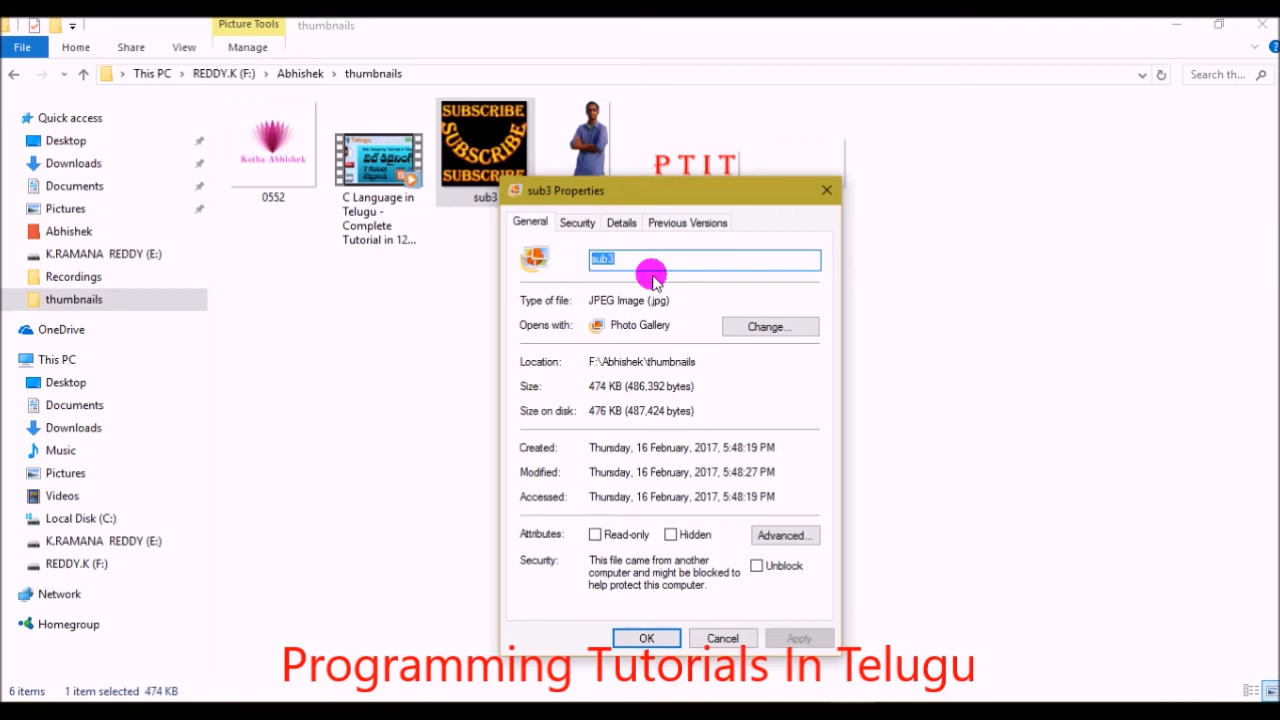 Picture Tools
thumbnails
File
Home
Share
View
Manage
This PC
REDDY.K (F:)
Abhishek
thumbnails
Search th...
Quick access
Desktop
Downloads
Documents
Pictures
Abhishek
K.RAMANA REDDY (E:)
Recordings
thumbnails
OneDrive
This PC
Desktop
Documents
Downloads
Music
Pictures
Videos
Local Disk (C:)
K.RAMANA REDDY (E:)
REDDY.K (F:)
Network
Homegroup
Kotha Abhishek
0552
Telugu
వెబ్ డిజైనింగ్
C Language in
Telugu -
Complete
Tutorial in 12...
SUBSCRIBE
SUBSCRIBE
SUBSCRIBE
sub3
PTIT
sub3 Properties
General
Security
Details
Previous Versions
sub3
Type of file:
JPEG Image (.jpg)
Opens with:
Photo Gallery
Change...
Location:
F:\Abhishek\thumbnails
Size:
474 KB (486,392 bytes)
Size on disk:
476 KB (487,424 bytes)
Created:
Thursday, 16 February, 2017, 5:48:19 PM
Modified:
Thursday, 16 February, 2017, 5:48:27 PM
Accessed:
Thursday, 16 February, 2017, 5:48:19 PM
Attributes:
Read-only
Hidden
Advanced...
Security:
This file came from another
computer and might be blocked to
help protect this computer.
Unblock
OK
Cancel
Apply
Programming Tutorials In Telugu
6 items
1 item selected 474 KB